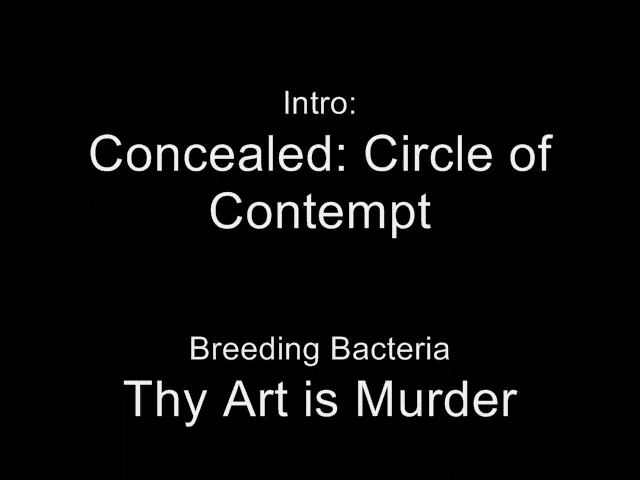 Intro:
Concealed: Circle of
Contempt
Breeding Bacteria
Thy Art is Murder